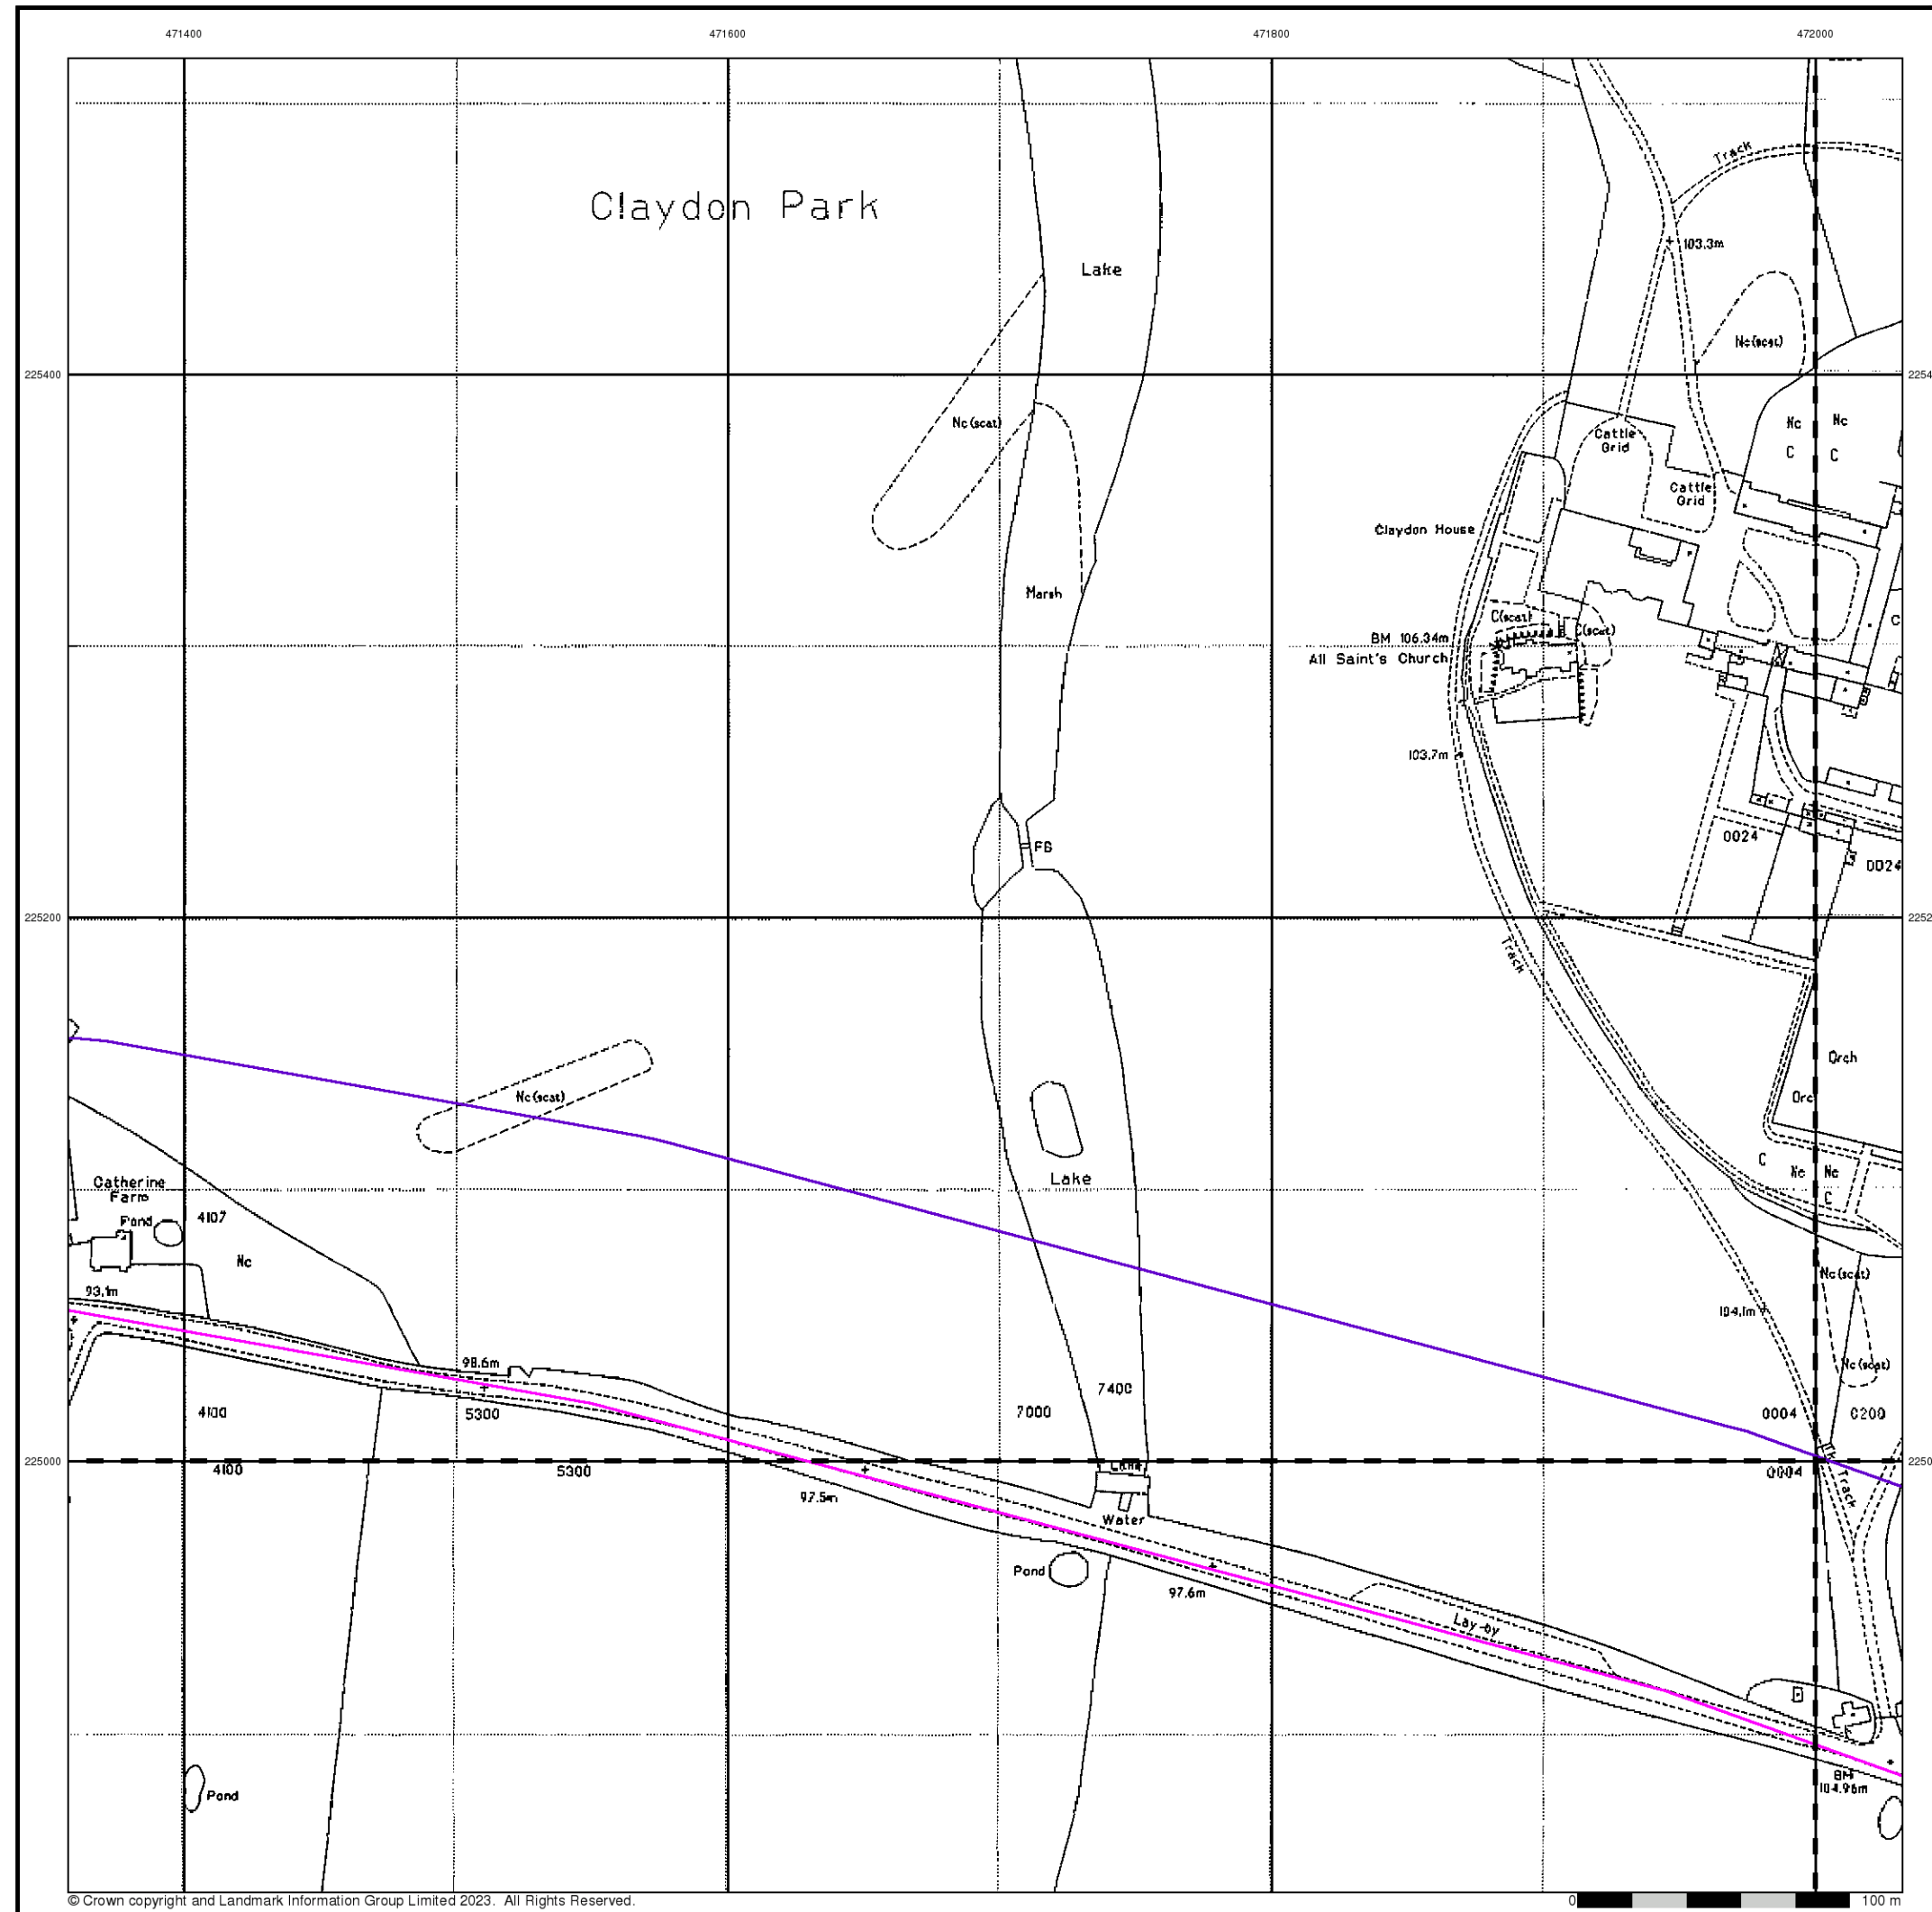 471400 471600 471800 472000
Track
Claydon Park
103.3m
Lake
Nc(scat)
225400
Nc(scat)
Nc Nc
Cattle
Grid
C C
Cattle
Grid
Claydon House
Marsh
C(scat)
C(scat)
C
BM 106.34m
All Saint's Church
103.7m
0024
FB
0024
225200
Track
Orch
Nc(scat)
Orc
C Nc Nc
Lake
Catherine
Farm
C
4107
Pond
Nc
Nc(scat)
93.1m
104.1m
98.6m
Nc(scat)
7400
4100 5300 7000 0004 0200
225000
4100 5300 0004
Lake
97.5m
Track
Water
Pond
97.6m
Lay-by
BM
104.96m
Pond
© Crown copyright and Landmark Information Group Limited 2023. All Rights Reserved.
0 100 m